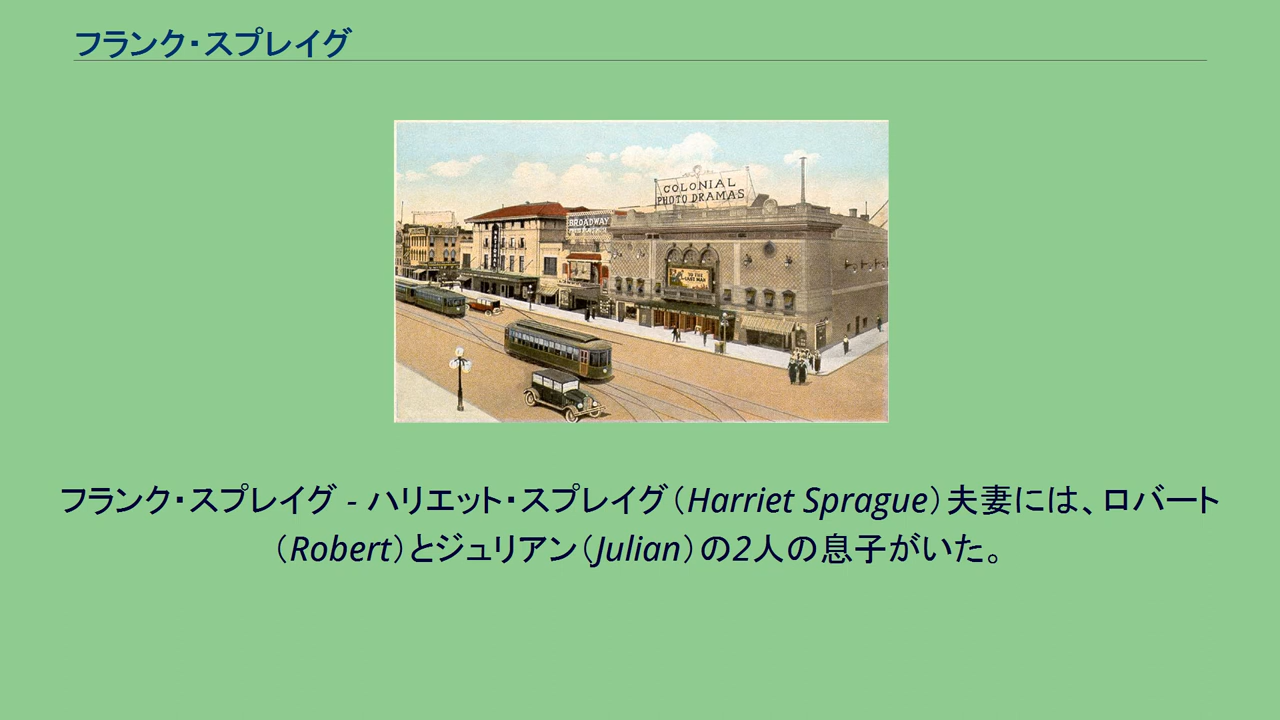 フランク・スプレイグ
COLONIAL
PHOTO DRAMAS
BROADWAY
フランク・スプレイグ - ハリエット・スプレイグ（Harriet Sprague）夫妻には、ロバート
（Robert）とジュリアン（Julian）の2人の息子がいた。